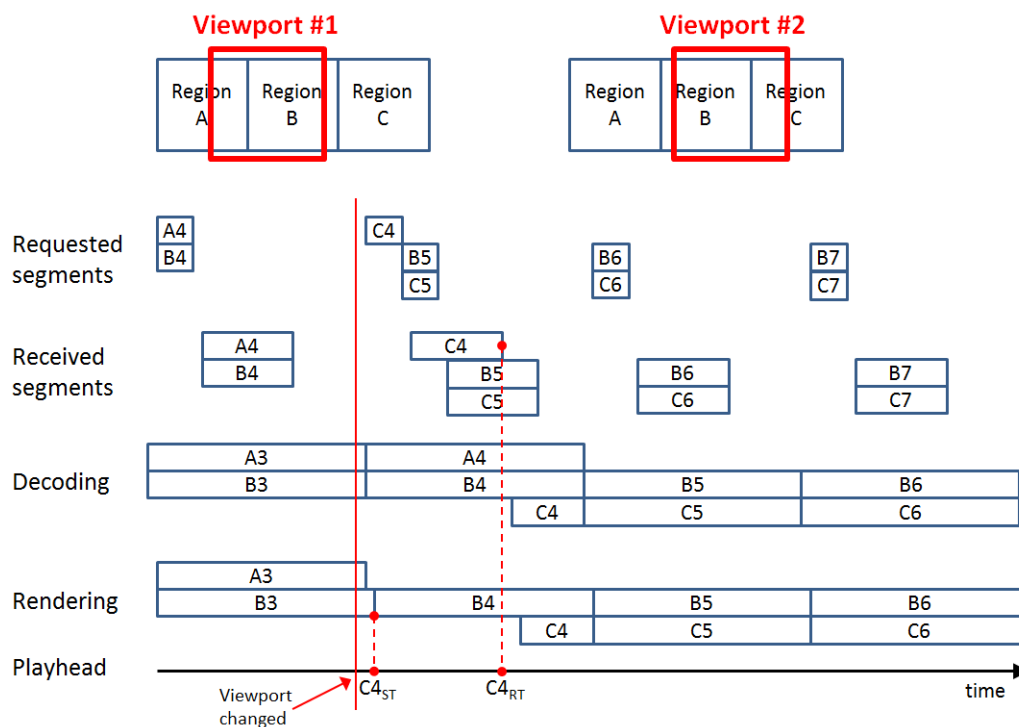 Viewport #1
Viewport #2
Region A
Region B
Region C
Region A
Region B
Region C
Requested segments
A4
B4
C4
B5
C5
B6
C6
B7
C7
Received segments
A4
B4
C4
B5
C5
B6
C6
B7
C7
Decoding
A3
A4
B3
B4
B5
B6
C4
C5
C6
Rendering
A3
B3
B4
B5
B6
C4
C5
C6
Playhead
Viewport changed
C4ST
C4RT
time